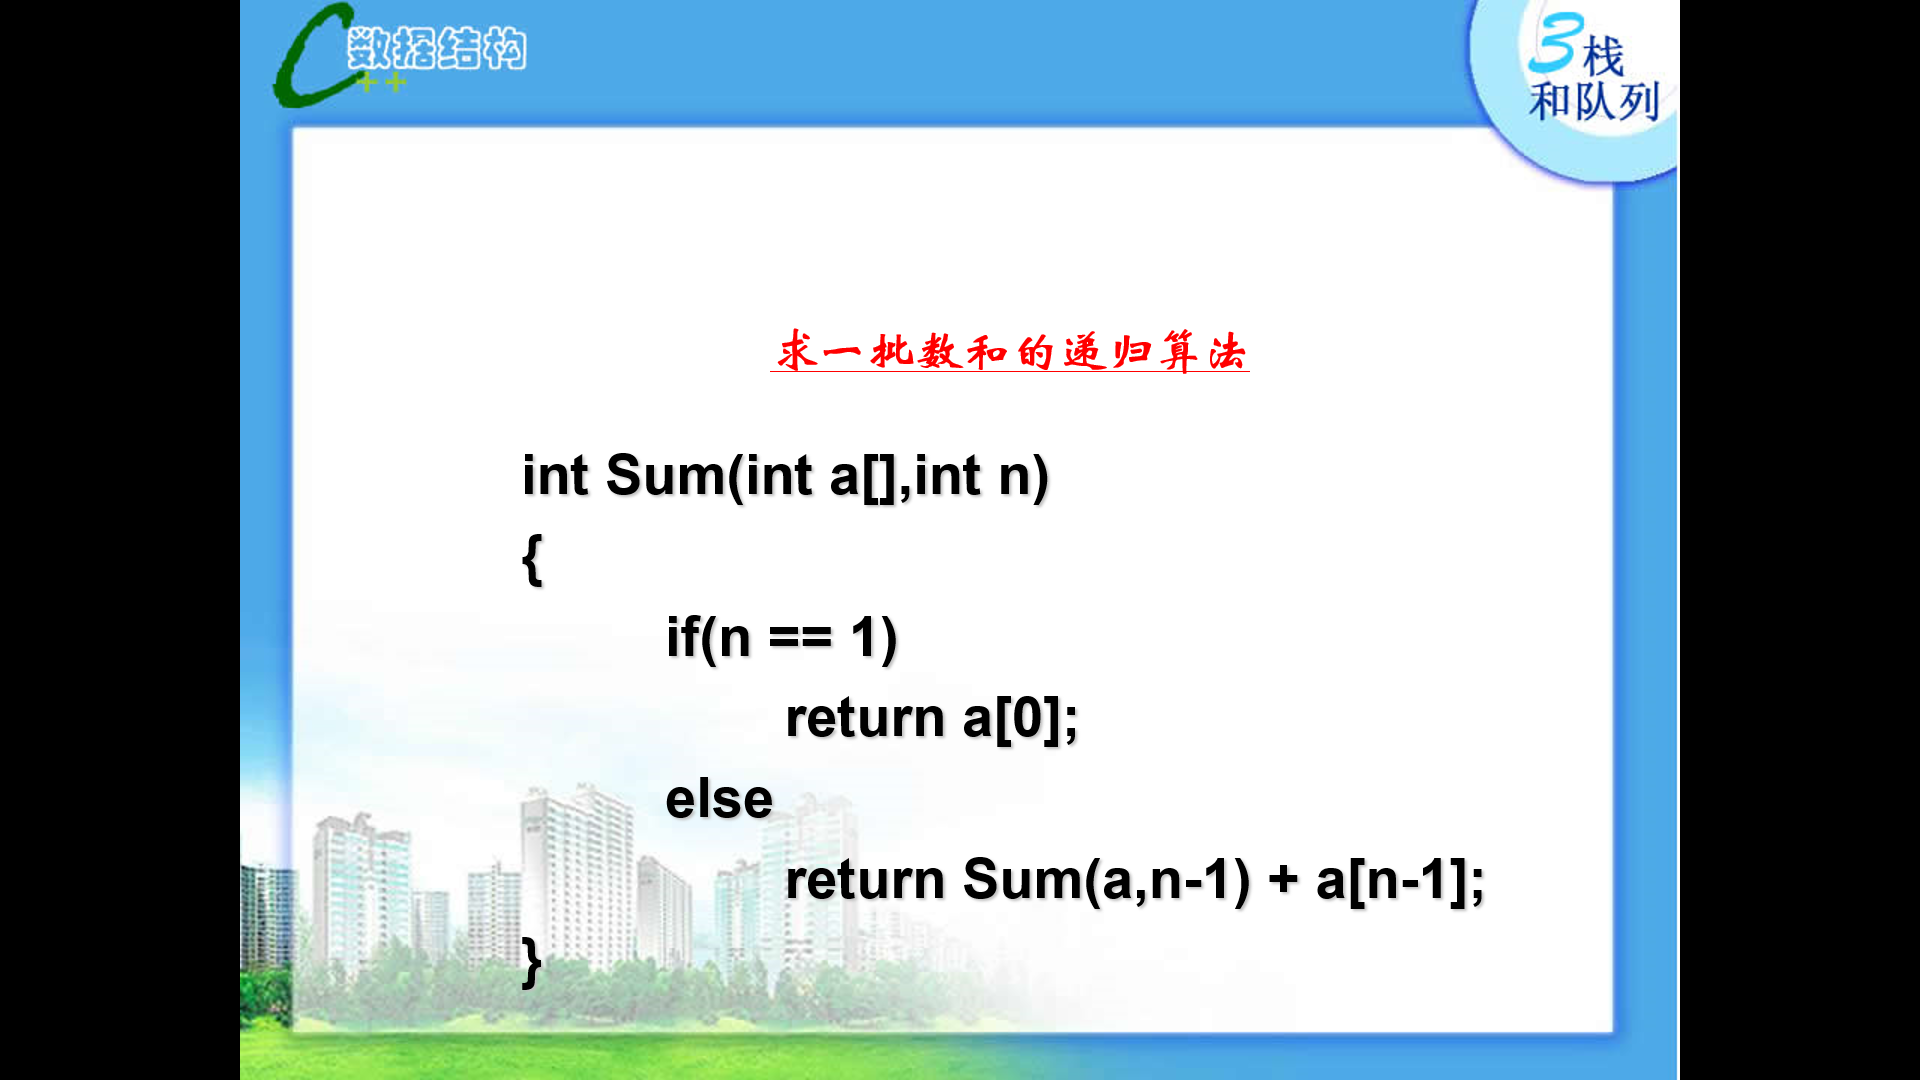 C++ 数据结构
3 栈
和队列
求一批数和的递归算法
int Sum(int a[],int n)
{
if(n == 1)
return a[0];
else
return Sum(a,n-1) + a[n-1];
}